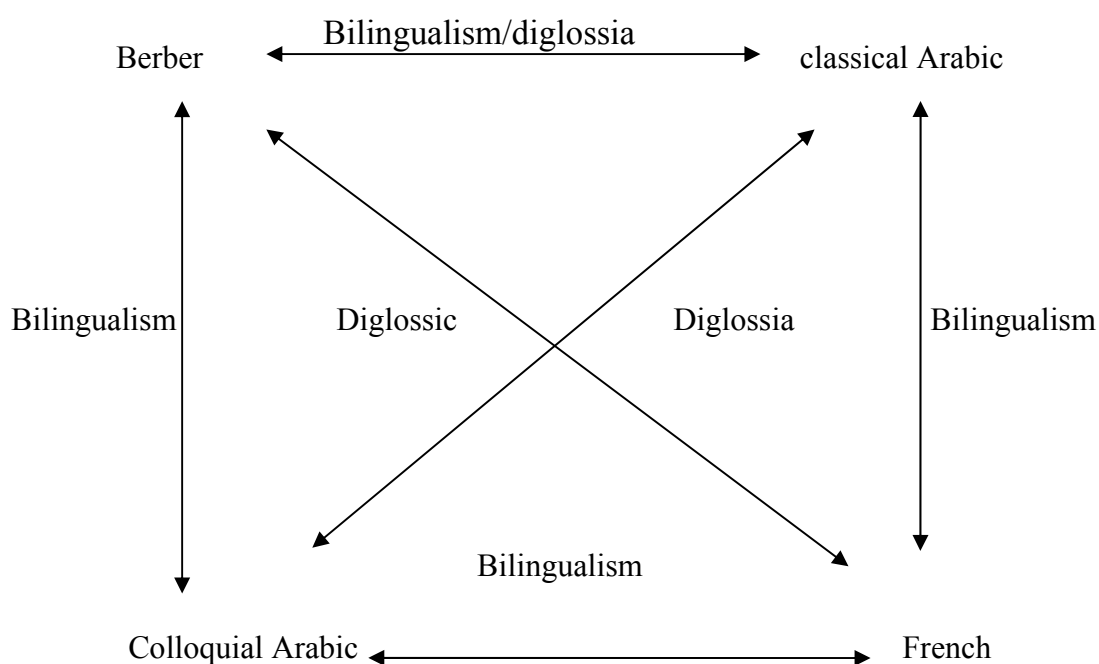 Bilingualism/diglossia
Berber classical Arabic
Bilingualism Diglossic Diglossia Bilingualism
Bilingualism
Colloquial Arabic French